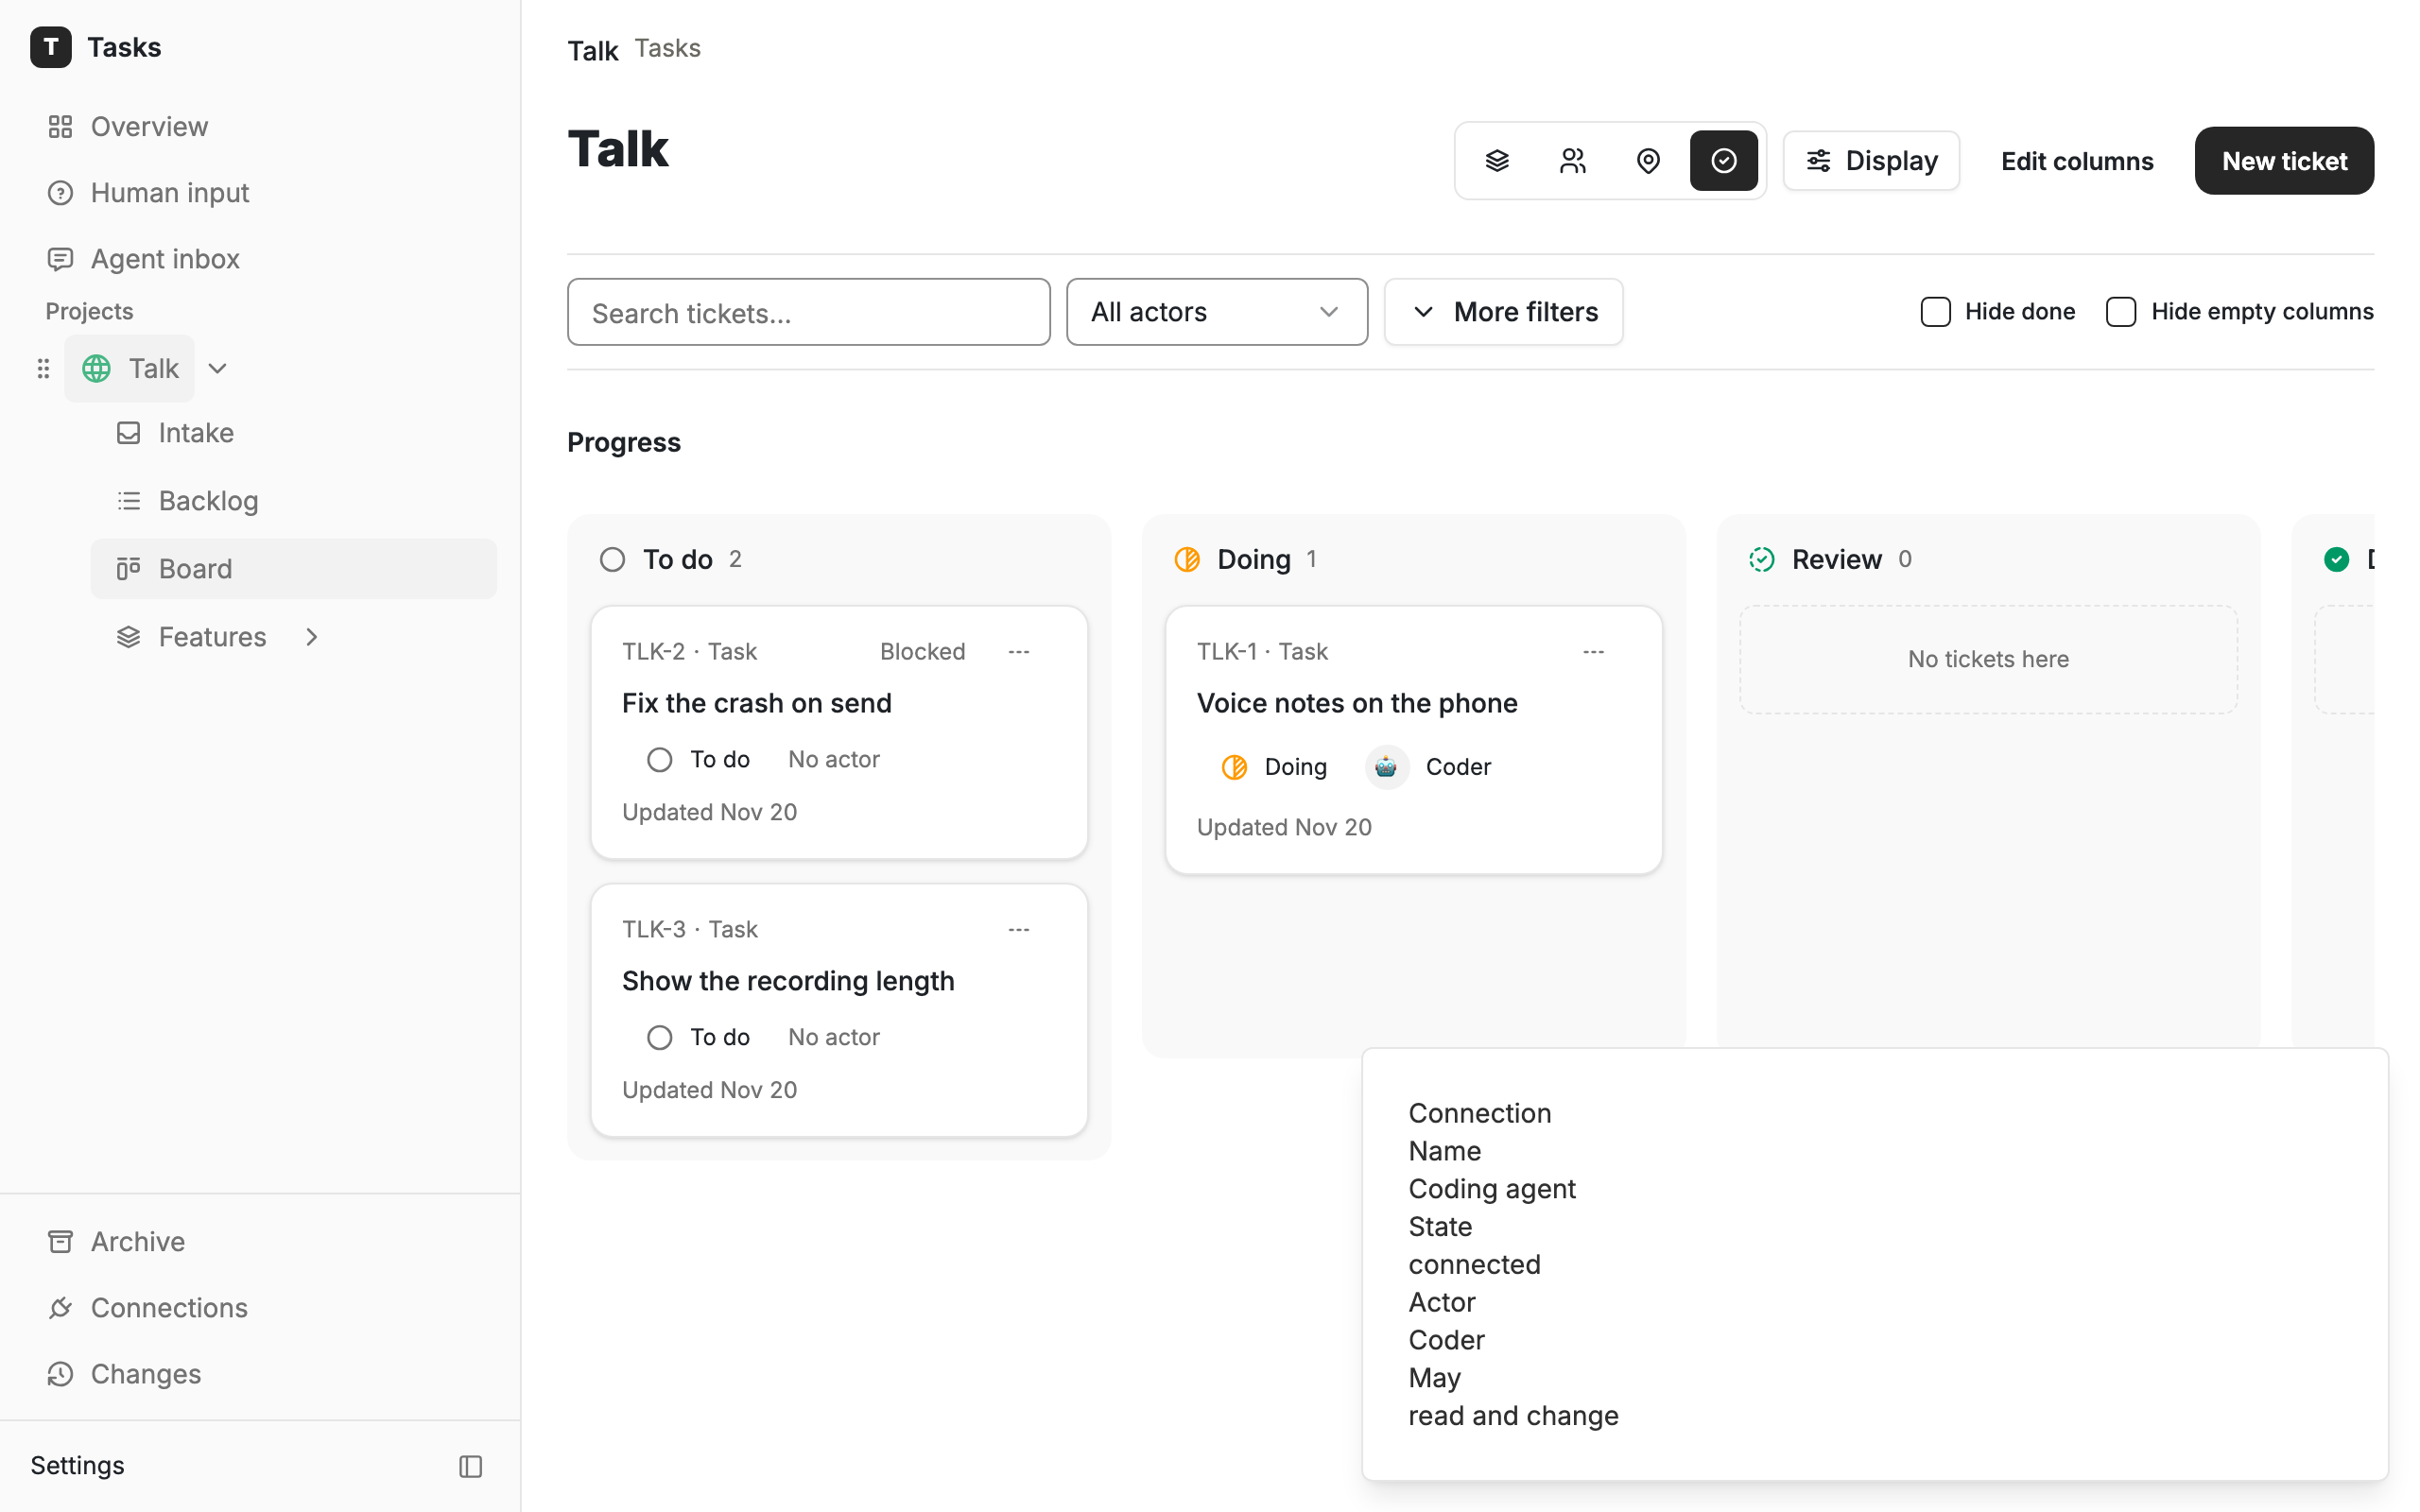 T Tasks
Overview
Human input
Agent inbox
Projects
Talk
Intake
Backlog
Board
Features
Archive
Connections
Changes
Settings
Talk Tasks
Talk
Display
Edit columns
New ticket
Search tickets...
All actors
More filters
Hide done
Hide empty columns
Progress
To do 2
TLK-2 · Task Blocked ---
Fix the crash on send
To do No actor
Updated Nov 20
TLK-3 · Task ---
Show the recording length
To do No actor
Updated Nov 20
Doing 1
TLK-1 · Task ---
Voice notes on the phone
Doing Coder
Updated Nov 20
Review 0
No tickets here
Connection
Name
Coding agent
State
connected
Actor
Coder
May
read and change